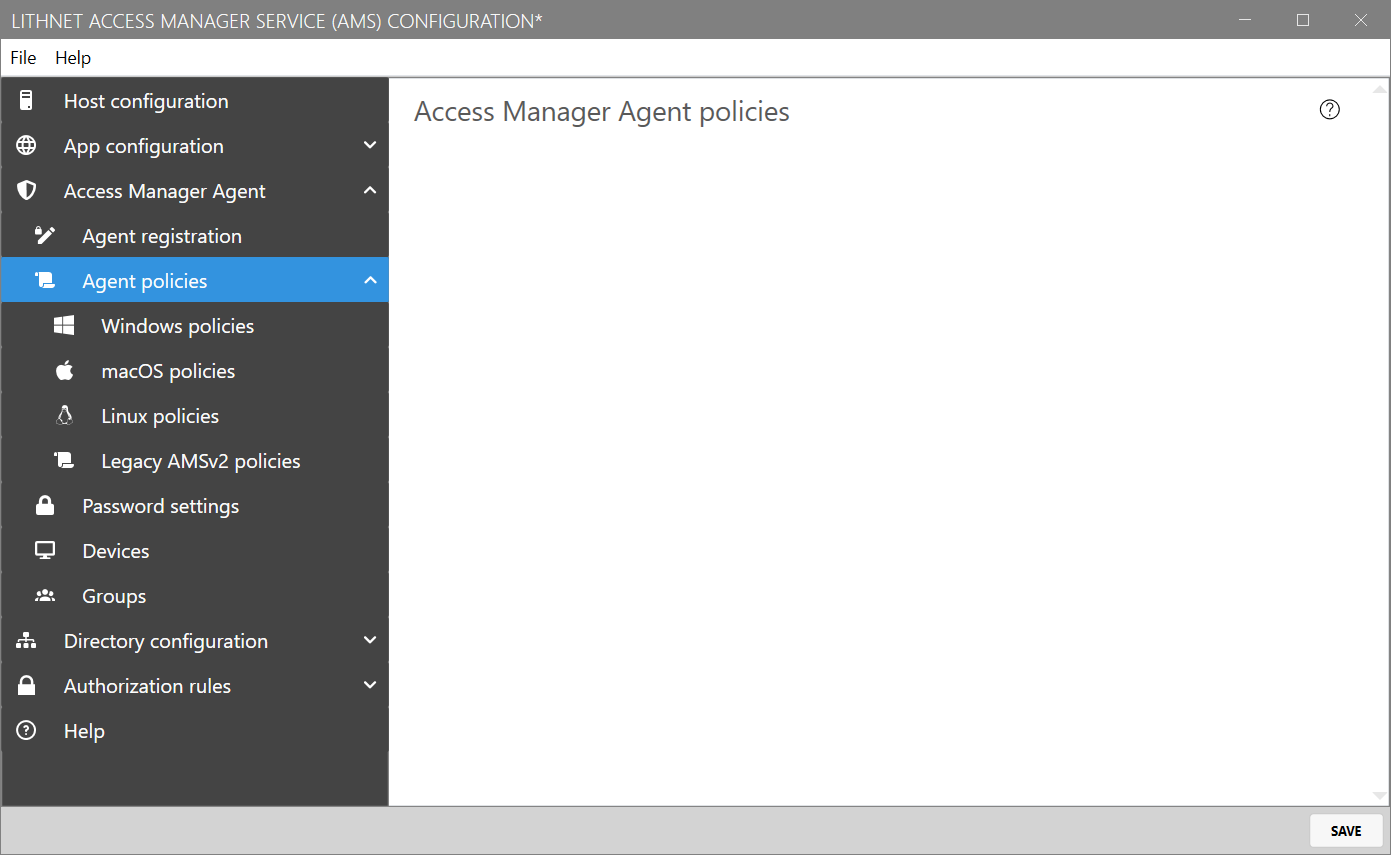 LITHNET ACCESS MANAGER SERVICE (AMS) CONFIGURATION*
File Help
Host configuration
App configuration
Access Manager Agent
Agent registration
Agent policies
Windows policies
macOS policies
Linux policies
Legacy AMSv2 policies
Password settings
Devices
Groups
Directory configuration
Authorization rules
Help
Access Manager Agent policies
SAVE